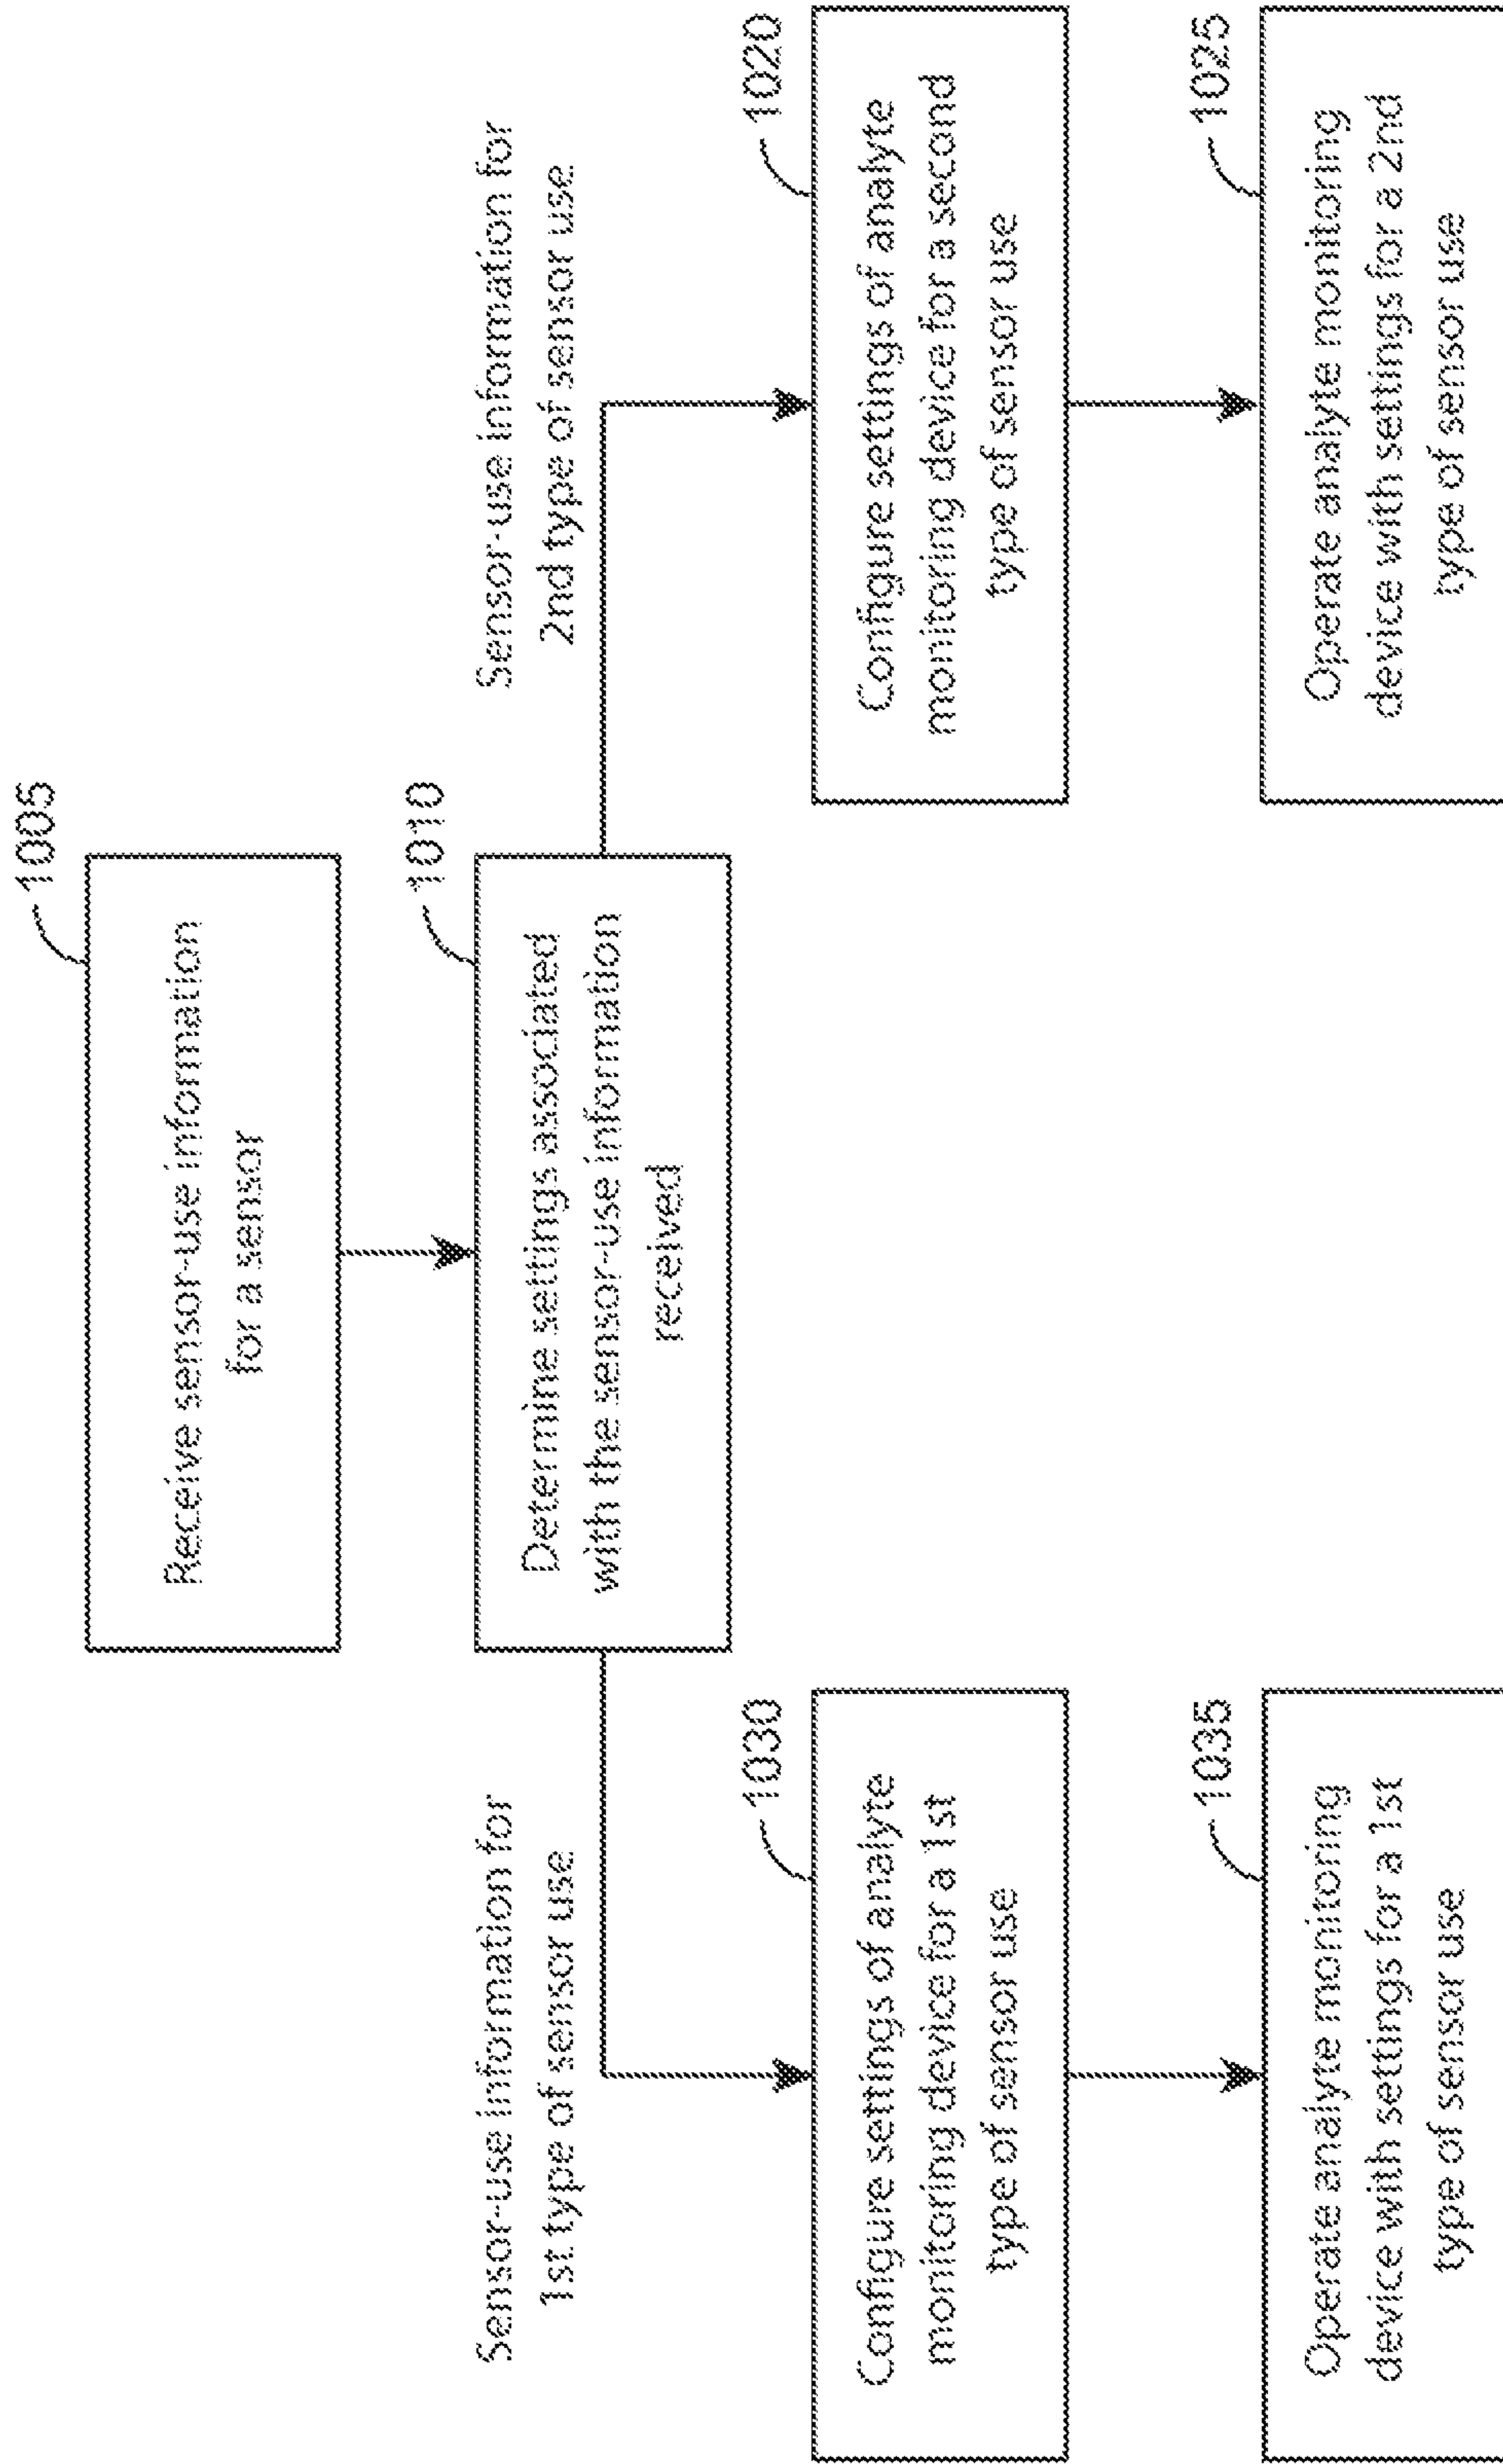 1005
Receive sensor-use information
for a sensor
1010
Determine settings associated
with the sensor-use information
received
Sensor-use information for
1st type of sensor use
Sensor-use information for
2nd type of sensor use
1030
Configure settings of analyte
monitoring device for a 1st
type of sensor use
1020
Configure settings of analyte
monitoring device for a second
type of sensor use
1035
Operate analyte monitoring
device with settings for a 1st
type of sensor use
1025
Operate analyte monitoring
device with settings for a 2nd
type of sensor use